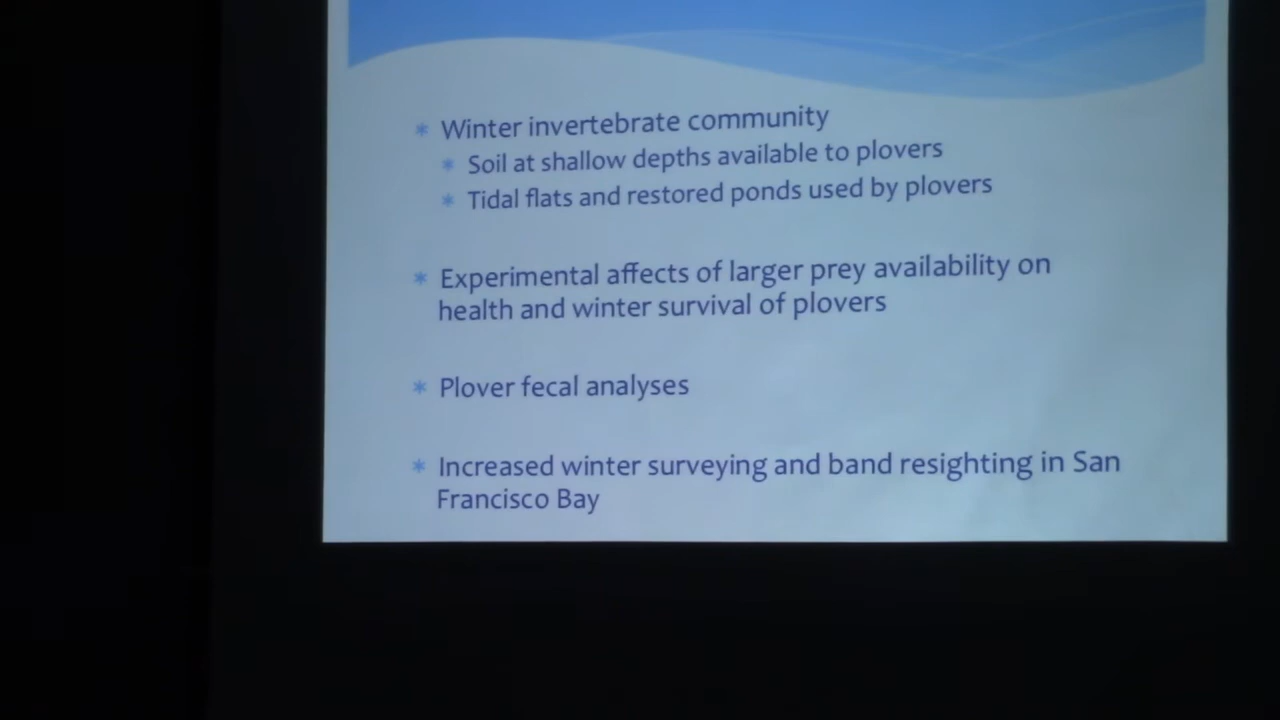 Winter invertebrate community
Soil at shallow depths available to plovers
Tidal flats and restored ponds used by plovers
Experimental affects of larger prey availability on
health and winter survival of plovers
Plover fecal analyses
Increased winter surveying and band resighting in San
Francisco Bay